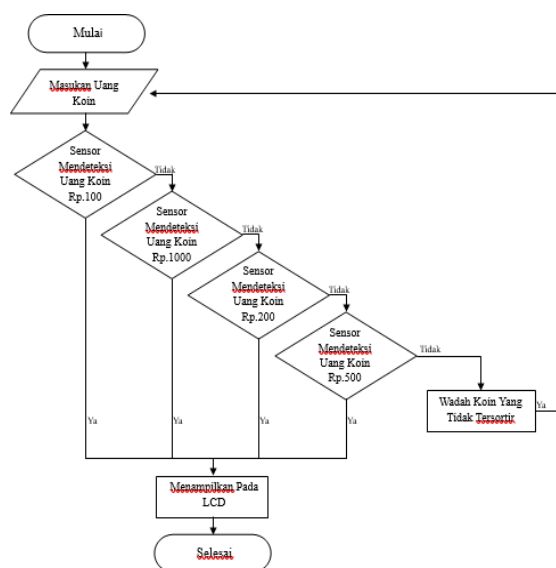 Mulai
Masukan Uang
Koin
Sensor
Mendeteksi
Uang Koin
Rp.100
Tidak
Sensor
Mendeteksi
Uang Koin
Rp.1000
Tidak
Sensor
Mendeteksi
Uang Koin
Rp.200
Tidak
Sensor
Mendeteksi
Uang Koin
Rp.500
Tidak
Wadah Koin Yang
Tidak Tersortir
Ya
Ya
Ya
Ya
Ya
Menampilkan Pada
LCD
Selesai